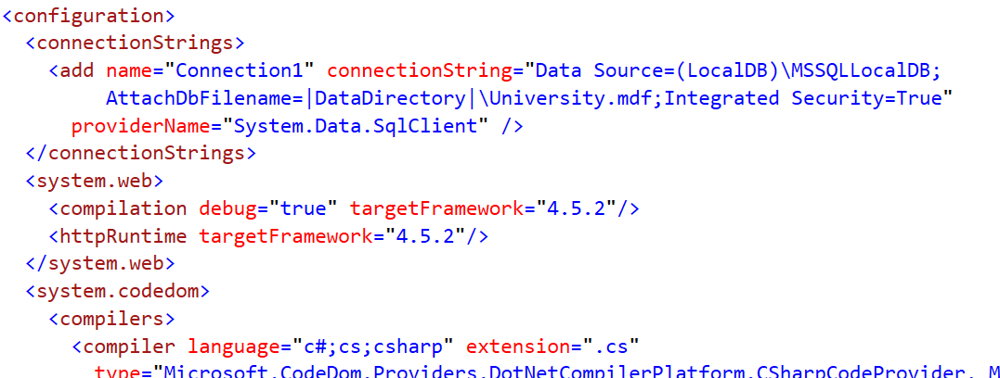 <configuration>
<connectionStrings>
<add name="Connection1" connectionString="Data Source=(LocalDB)\MSSQLLocalDB;
AttachDbFilename=|DataDirectory|\University.mdf;Integrated Security=True"
providerName="System.Data.SqlClient" />
</connectionStrings>
<system.web>
<compilation debug="true" targetFramework="4.5.2"/>
<httpRuntime targetFramework="4.5.2"/>
</system.web>
<system.codedom>
<compilers>
<compiler language="c#;cs;csharp" extension=".cs"
type="Microsoft.CodeDom.Providers.DotNetCompilerPlatform.CSharpCodeProvider, M